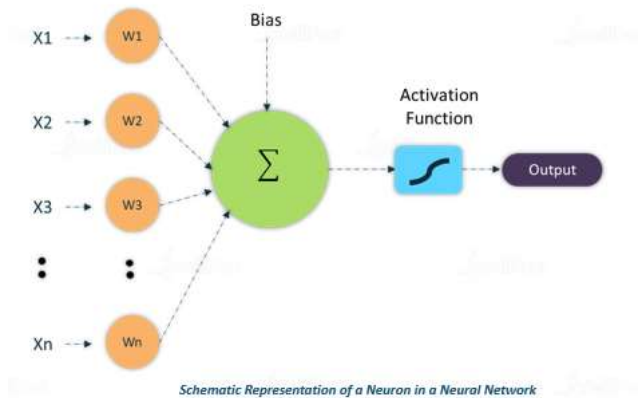 Bias
X1
W1
Activation
Function
X2
W2
Σ
Output
X3
W3
Xn
Wn
Schematic Representation of a Neuron in a Neural Network